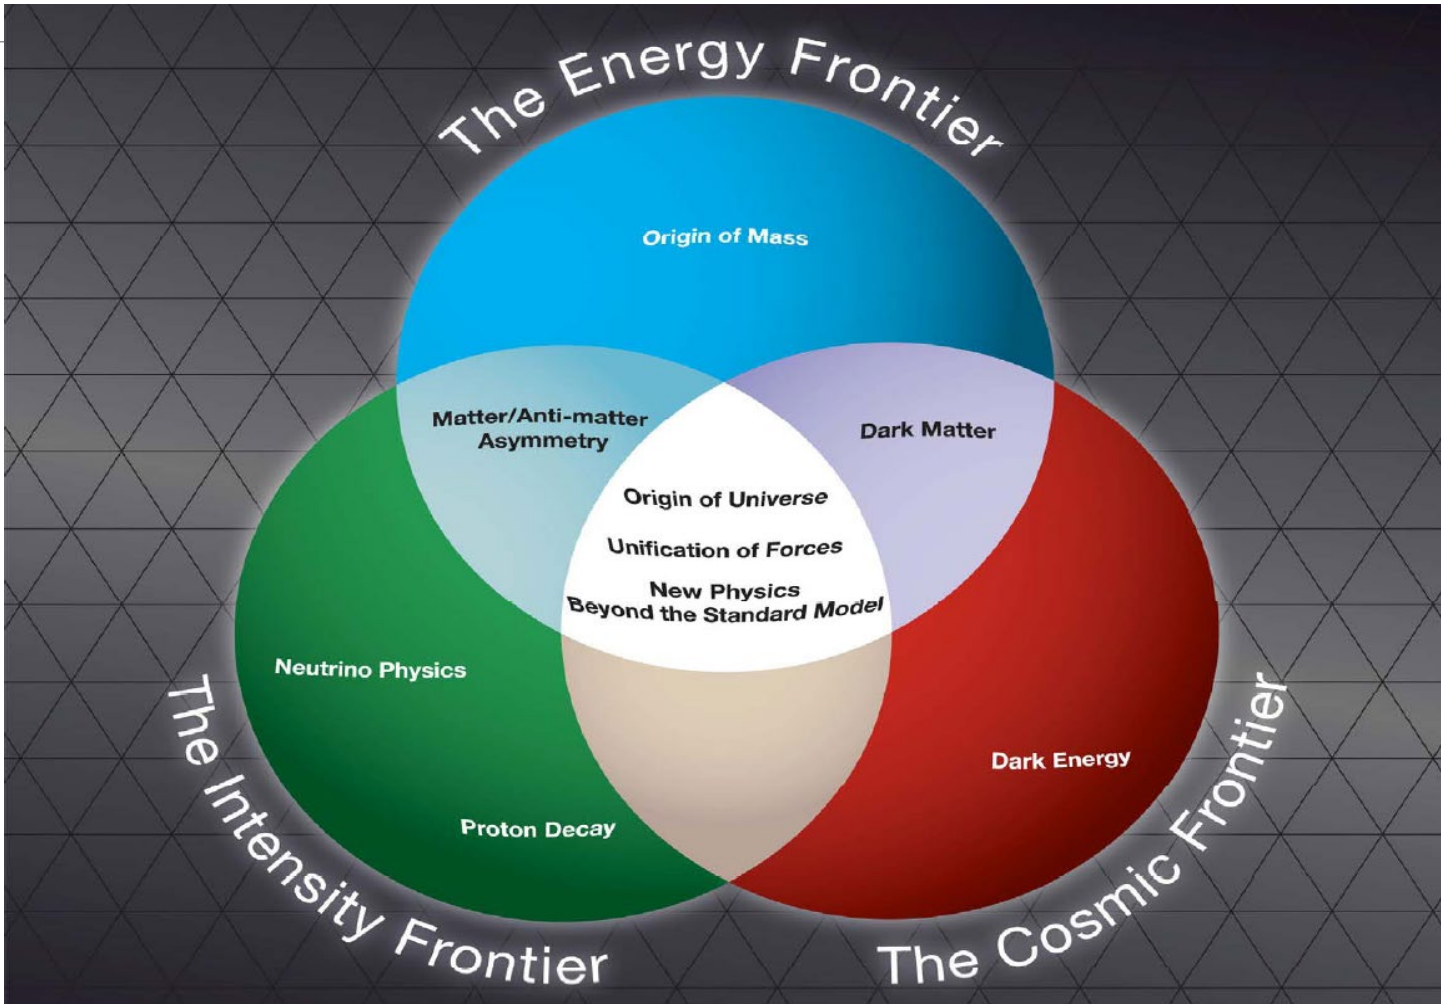 The Energy Frontier
Origin of Mass
Matter/Anti-matter
Asymmetry
Dark Matter
Origin of Universe
Unification of Forces
New Physics
Beyond the Standard Model
Neutrino Physics
Dark Energy
Proton Decay
The Intensity Frontier
The Cosmic Frontier